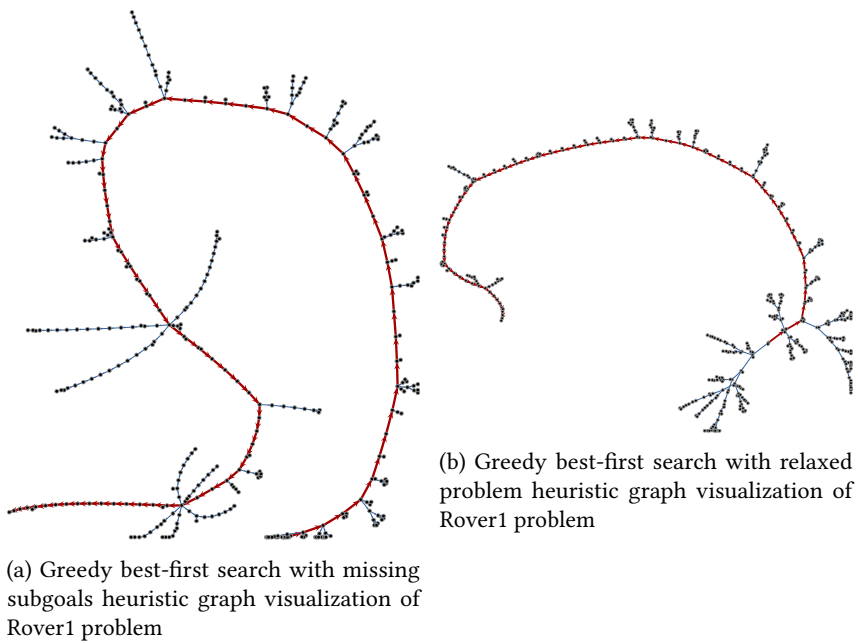 (a) Greedy best-first search with missing
subgoals heuristic graph visualization of
Rover1 problem
(b) Greedy best-first search with relaxed
problem heuristic graph visualization of
Rover1 problem